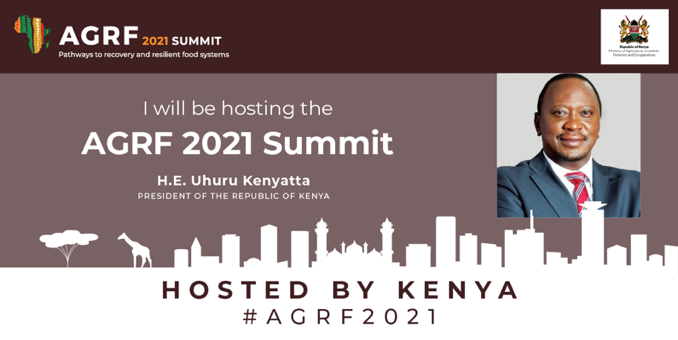 AGRF 2021 SUMMIT
Pathways to recovery and resilient food systems
Republic of Kenya
Ministry of Agriculture, Livestock,
Fisheries and Cooperatives
I will be hosting the
AGRF 2021 Summit
H.E. Uhuru Kenyatta
PRESIDENT OF THE REPUBLIC OF KENYA
HOSTED BY KENYA
#AGRF2021